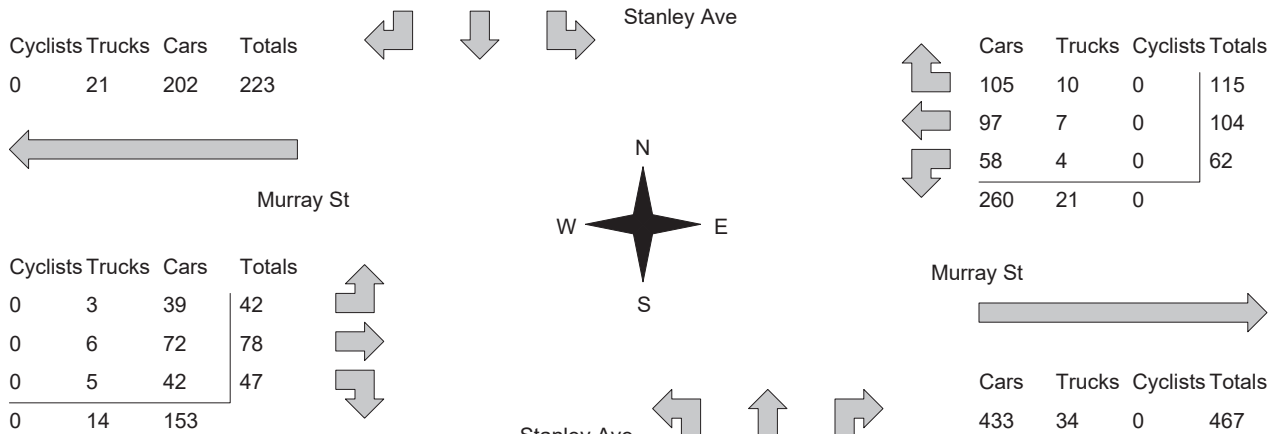 Stanley Ave
Cyclists Trucks Cars Totals
0 21 202 223
Cars Trucks Cyclists Totals
105 10 0 115
97 7 0 104
58 4 0 62
260 21 0
Murray St
N
W E
S
Cyclists Trucks Cars Totals
0 3 39 42
0 6 72 78
0 5 42 47
0 14 153
Murray St
Cars Trucks Cyclists Totals
433 34 0 467
Stanley Ave